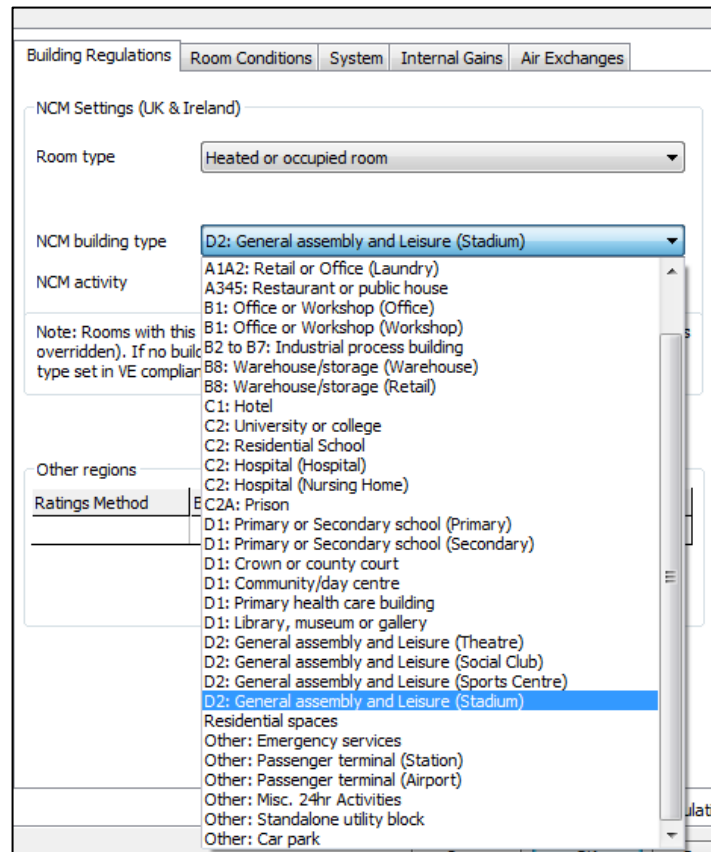 Building Regulations Room Conditions System Internal Gains Air Exchanges
NCM Settings (UK & Ireland)
Room type Heated or occupied room
NCM building type D2: General assembly and Leisure (Stadium)
NCM activity
A1A2: Retail or Office (Laundry)
A345: Restaurant or public house
B1: Office or Workshop (Office)
B1: Office or Workshop (Workshop)
B2 to B7: Industrial process building
B8: Warehouse/storage (Warehouse)
B8: Warehouse/storage (Retail)
C1: Hotel
C2: University or college
C2: Residential School
C2: Hospital (Hospital)
C2: Hospital (Nursing Home)
C2A: Prison
D1: Primary or Secondary school (Primary)
D1: Primary or Secondary school (Secondary)
D1: Crown or county court
D1: Community/day centre
D1: Primary health care building
D1: Library, museum or gallery
D2: General assembly and Leisure (Theatre)
D2: General assembly and Leisure (Social Club)
D2: General assembly and Leisure (Sports Centre)
D2: General assembly and Leisure (Stadium)
Residential spaces
Other: Emergency services
Other: Passenger terminal (Station)
Other: Passenger terminal (Airport)
Other: Misc. 24hr Activities
Other: Standalone utility block
Other: Car park
Note: Rooms with this
overridden). If no
type set in VE
Other regions
Ratings Method